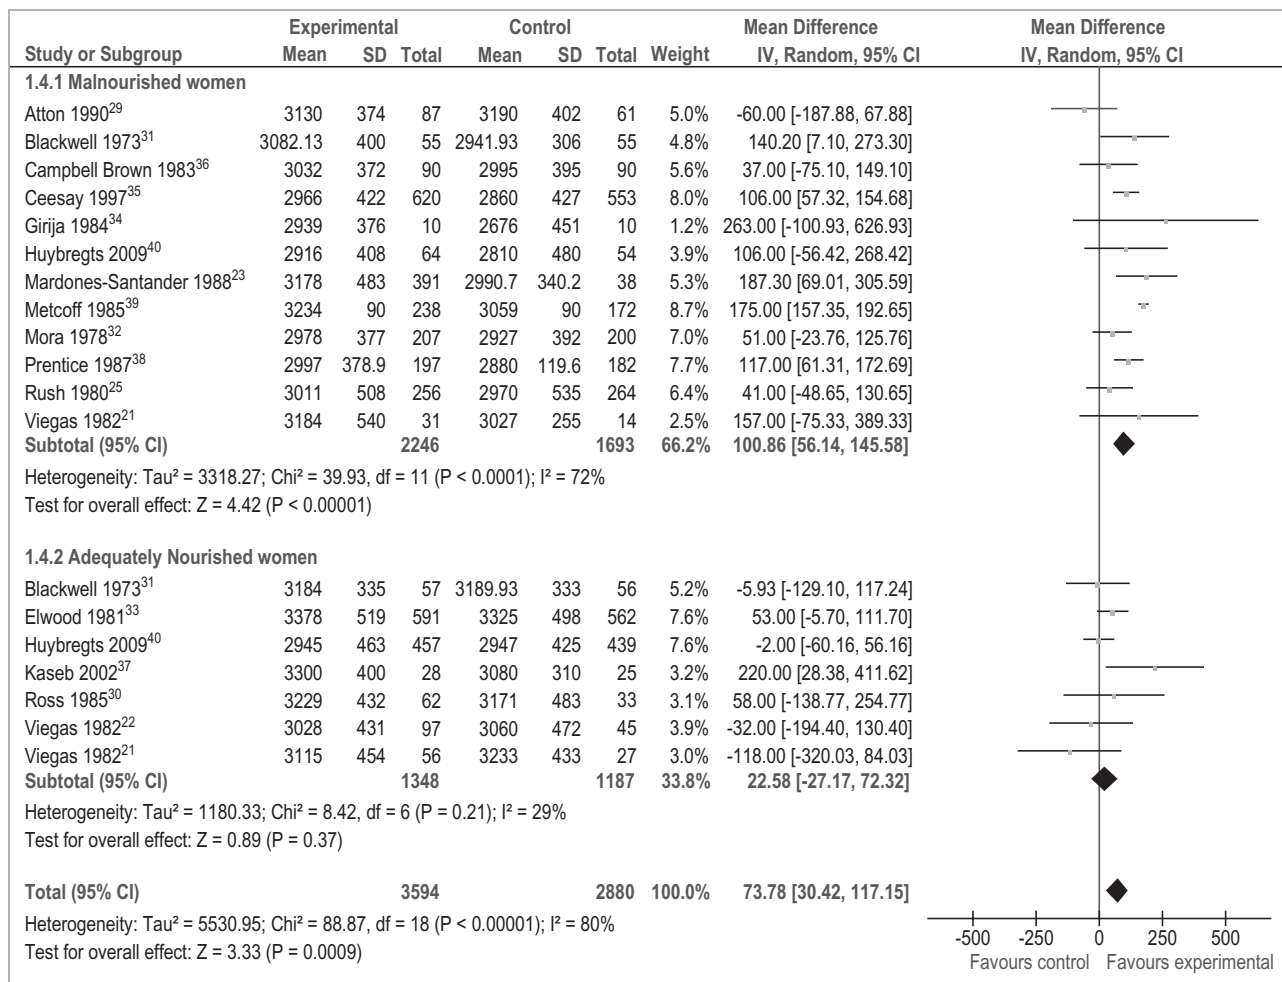 Experimental Control Mean Difference Mean Difference
Study or Subgroup Mean SD Total Mean SD Total Weight IV, Random, 95% CI IV, Random, 95% CI
1.4.1 Malnourished women
Atton 1990²⁹ 3130 374 87 3190 402 61 5.0% -60.00 [-187.88, 67.88]
Blackwell 1973³¹ 3082.13 400 55 2941.93 306 55 4.8% 140.20 [7.10, 273.30]
Campbell Brown 1983³⁶ 3032 372 90 2995 395 90 5.6% 37.00 [-75.10, 149.10]
Ceesay 1997³⁵ 2966 422 620 2860 427 553 8.0% 106.00 [57.32, 154.68]
Girija 1984³⁴ 2939 376 10 2676 451 10 1.2% 263.00 [-100.93, 626.93]
Huybregts 2009⁴⁰ 2916 408 64 2810 480 54 3.9% 106.00 [-56.42, 268.42]
Mardones-Santander 1988²³ 3178 483 391 2990.7 340.2 38 5.3% 187.30 [69.01, 305.59]
Metcoff 1985³⁹ 3234 90 238 3059 90 172 8.7% 175.00 [157.35, 192.65]
Mora 1978³² 2978 377 207 2927 392 200 7.0% 51.00 [-23.76, 125.76]
Prentice 1987³⁸ 2997 378.9 197 2880 119.6 182 7.7% 117.00 [61.31, 172.69]
Rush 1980²⁵ 3011 508 256 2970 535 264 6.4% 41.00 [-48.65, 130.65]
Viegas 1982²¹ 3184 540 31 3027 255 14 2.5% 157.00 [-75.33, 389.33]
Subtotal (95% CI) 2246 1693 66.2% 100.86 [56.14, 145.58]
Heterogeneity: Tau² = 3318.27; Chi² = 39.93, df = 11 (P < 0.0001); I² = 72%
Test for overall effect: Z = 4.42 (P < 0.00001)
1.4.2 Adequately Nourished women
Blackwell 1973³¹ 3184 335 57 3189.93 333 56 5.2% -5.93 [-129.10, 117.24]
Elwood 1981³³ 3378 519 591 3325 498 562 7.6% 53.00 [-5.70, 111.70]
Huybregts 2009⁴⁰ 2945 463 457 2947 425 439 7.6% -2.00 [-60.16, 56.16]
Kaseb 2002³⁷ 3300 400 28 3080 310 25 3.2% 220.00 [28.38, 411.62]
Ross 1985³⁰ 3229 432 62 3171 483 33 3.1% 58.00 [-138.77, 254.77]
Viegas 1982²² 3028 431 97 3060 472 45 3.9% -32.00 [-194.40, 130.40]
Viegas 1982²¹ 3115 454 56 3233 433 27 3.0% -118.00 [-320.03, 84.03]
Subtotal (95% CI) 1348 1187 33.8% 22.58 [-27.17, 72.32]
Heterogeneity: Tau² = 1180.33; Chi² = 8.42, df = 6 (P = 0.21); I² = 29%
Test for overall effect: Z = 0.89 (P = 0.37)
Total (95% CI) 3594 2880 100.0% 73.78 [30.42, 117.15]
Heterogeneity: Tau² = 5530.95; Chi² = 88.87, df = 18 (P < 0.00001); I² = 80%
Test for overall effect: Z = 3.33 (P = 0.0009)
-500 -250 0 250 500
Favours control Favours experimental